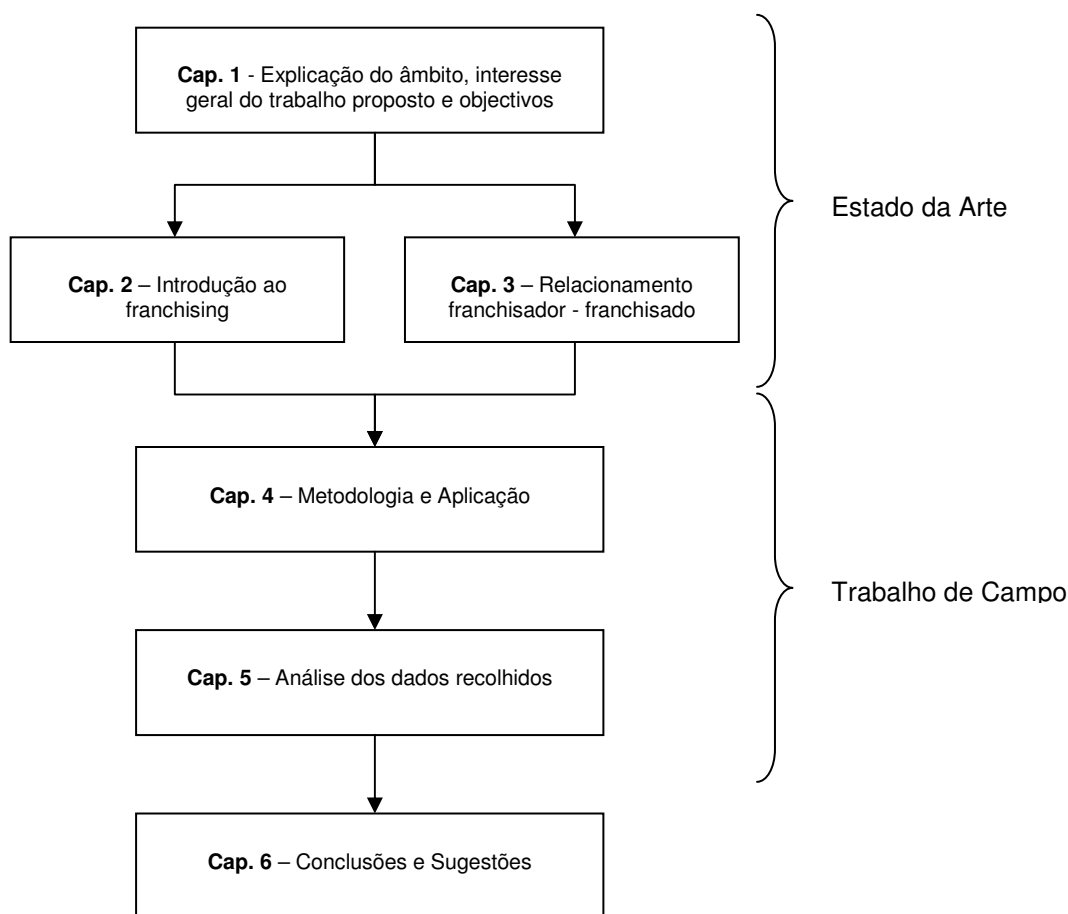 Cap. 1 - Explicação do âmbito, interesse
geral do trabalho proposto e objectivos
Estado da Arte
Cap. 2 – Introdução ao
franchising
Cap. 3 – Relacionamento
franchisador - franchisado
Cap. 4 – Metodologia e Aplicação
Trabalho de Campo
Cap. 5 – Análise dos dados recolhidos
Cap. 6 – Conclusões e Sugestões